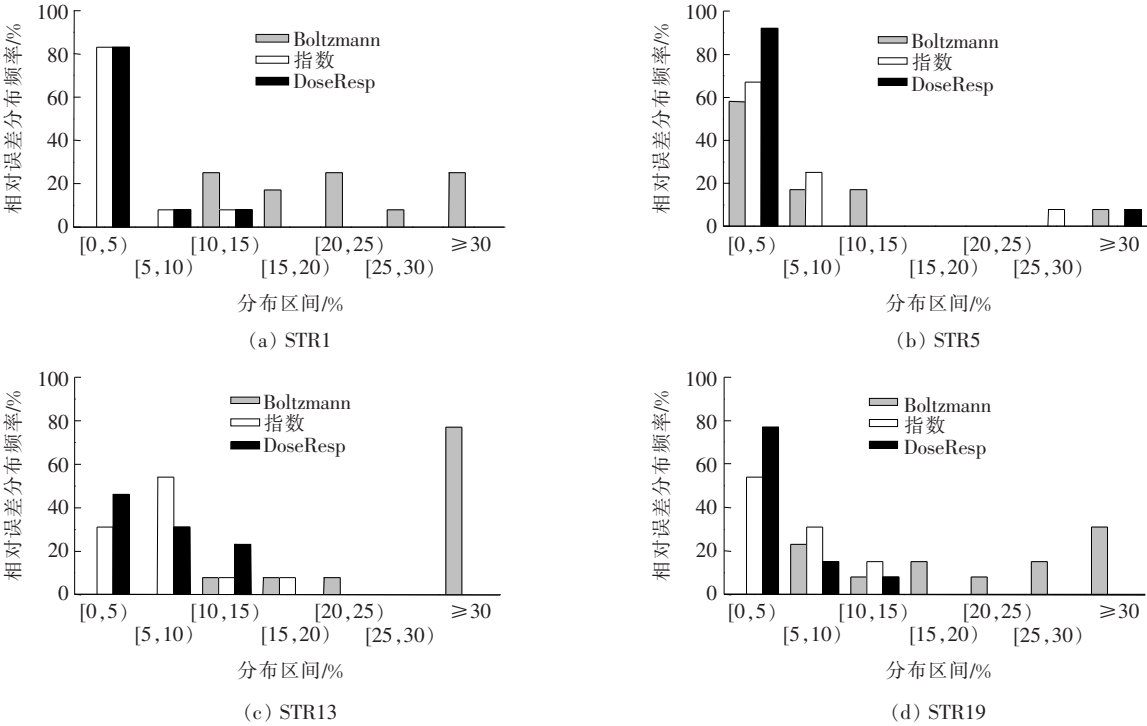 相对误差分布频率/%
100
80
60
40
20
0
Boltzmann
指数
DoseResp
[0,5) [10,15) [20,25) ≥30
[5,10) [15,20) [25,30)
分布区间/%
(a) STR1
相对误差分布频率/%
100
80
60
40
20
0
Boltzmann
指数
DoseResp
[0,5) [10,15) [20,25) ≥30
[5,10) [15,20) [25,30)
分布区间/%
(b) STR5
相对误差分布频率/%
100
80
60
40
20
0
Boltzmann
指数
DoseResp
[0,5) [10,15) [20,25) ≥30
[5,10) [15,20) [25,30)
分布区间/%
(c) STR13
相对误差分布频率/%
100
80
60
40
20
0
Boltzmann
指数
DoseResp
[0,5) [10,15) [20,25) ≥30
[5,10) [15,20) [25,30)
分布区间/%
(d) STR19